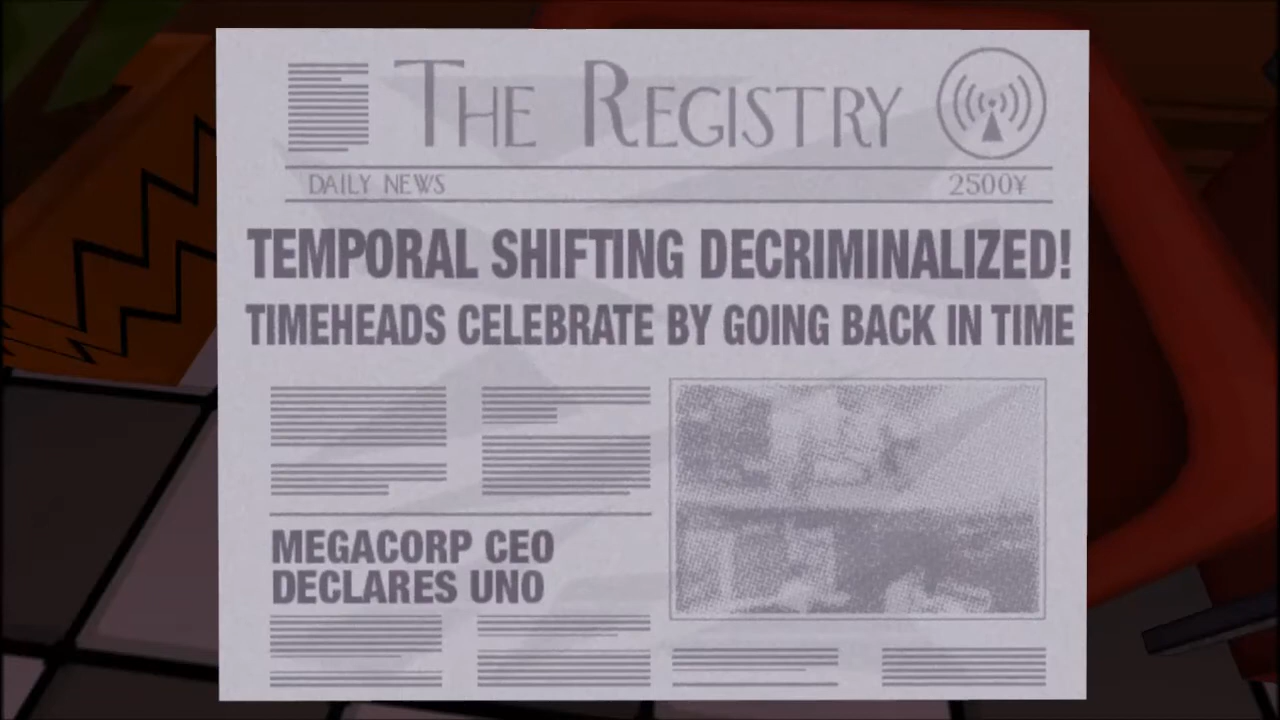 THE REGISTRY
DAILY NEWS
2500¥
TEMPORAL SHIFTING DECRIMINALIZED!
TIMEHEADS CELEBRATE BY GOING BACK IN TIME
MEGACORP CEO
DECLARES UNO